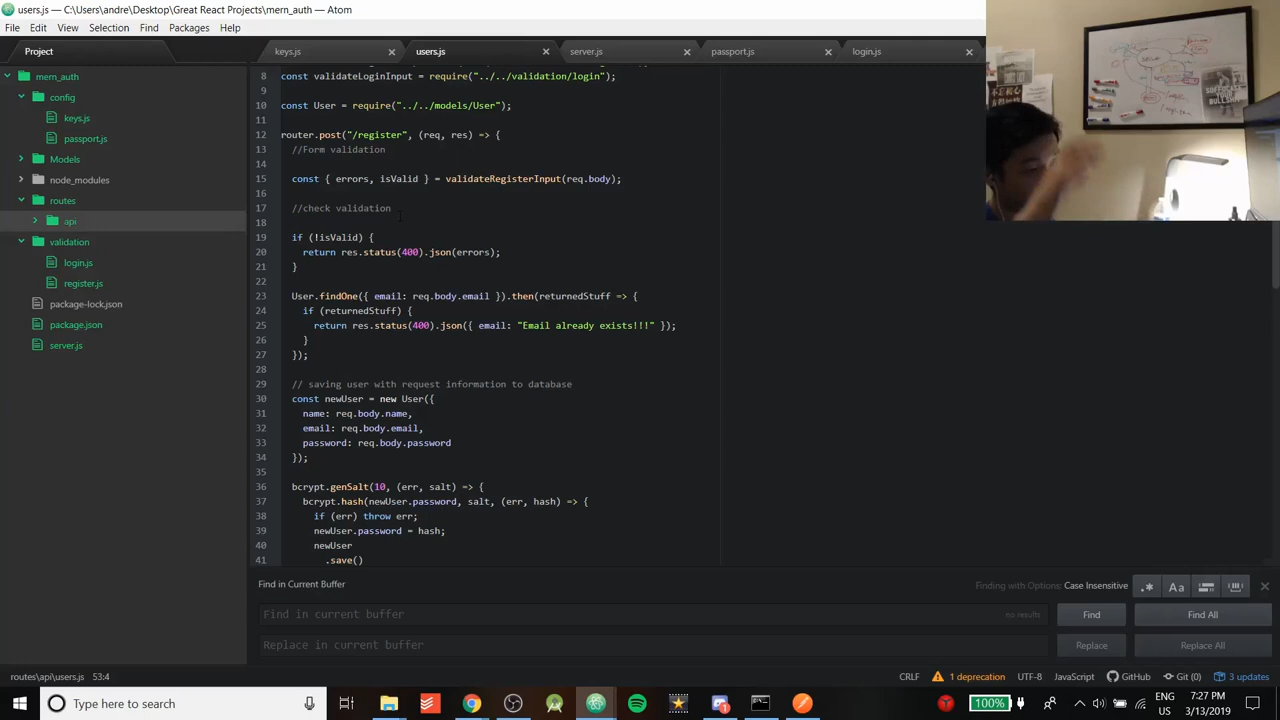 users.js — C:\Users\andre\Desktop\Great React Projects\mern_auth — Atom
File Edit View Selection Find Packages Help
Project
keys.js
users.js
server.js
passport.js
login.js
mern_auth
config
keys.js
passport.js
Models
node_modules
routes
api
validation
login.js
register.js
package-lock.json
package.json
server.js
8 const validateLoginInput = require("../../validation/login");
9
10 const User = require("../../models/User");
11
12 router.post("/register", (req, res) => {
13 //Form validation
14
15 const { errors, isValid } = validateRegisterInput(req.body);
16
17 //check validation
18
19 if (!isValid) {
20 return res.status(400).json(errors);
21 }
22
23 User.findOne({ email: req.body.email }).then(returnedStuff => {
24 if (returnedStuff) {
25 return res.status(400).json({ email: "Email already exists!!!" });
26 }
27 });
28
29 // saving user with request information to database
30 const newUser = new User({
31 name: req.body.name,
32 email: req.body.email,
33 password: req.body.password
34 });
35
36 bcrypt.genSalt(10, (err, salt) => {
37 bcrypt.hash(newUser.password, salt, (err, hash) => {
38 if (err) throw err;
39 newUser.password = hash;
40 newUser
41 .save()
Find in Current Buffer
Finding with Options: Case Insensitive
.* Aa
Find in current buffer
no results
Find
Find All
Replace in current buffer
Replace
Replace All
routes\api\users.js 53:4
CRLF
1 deprecation
UTF-8
JavaScript
GitHub
Git (0)
3 updates
Type here to search
100%
ENG
US
7:27 PM
3/13/2019